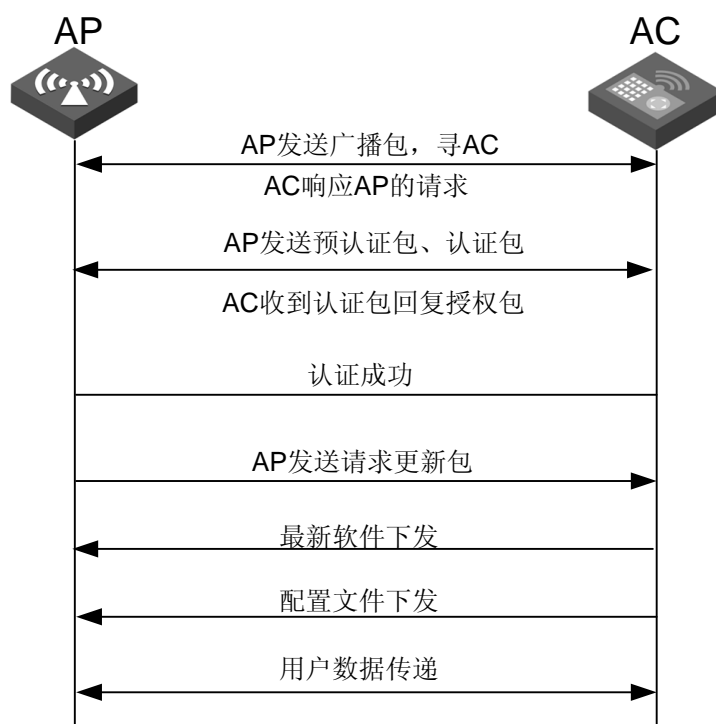 AP
AC
AP发送广播包，寻AC
AC响应AP的请求
AP发送预认证包、认证包
AC收到认证包回复授权包
认证成功
AP发送请求更新包
最新软件下发
配置文件下发
用户数据传递